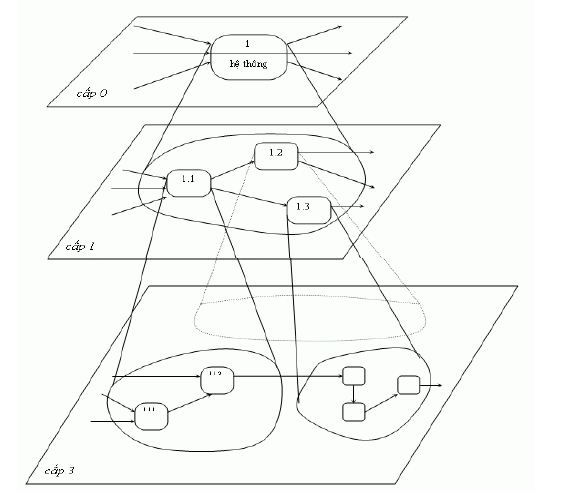 1
hệ thống
cấp 0
1.2
1.1
1.3
cấp 1
cấp 3